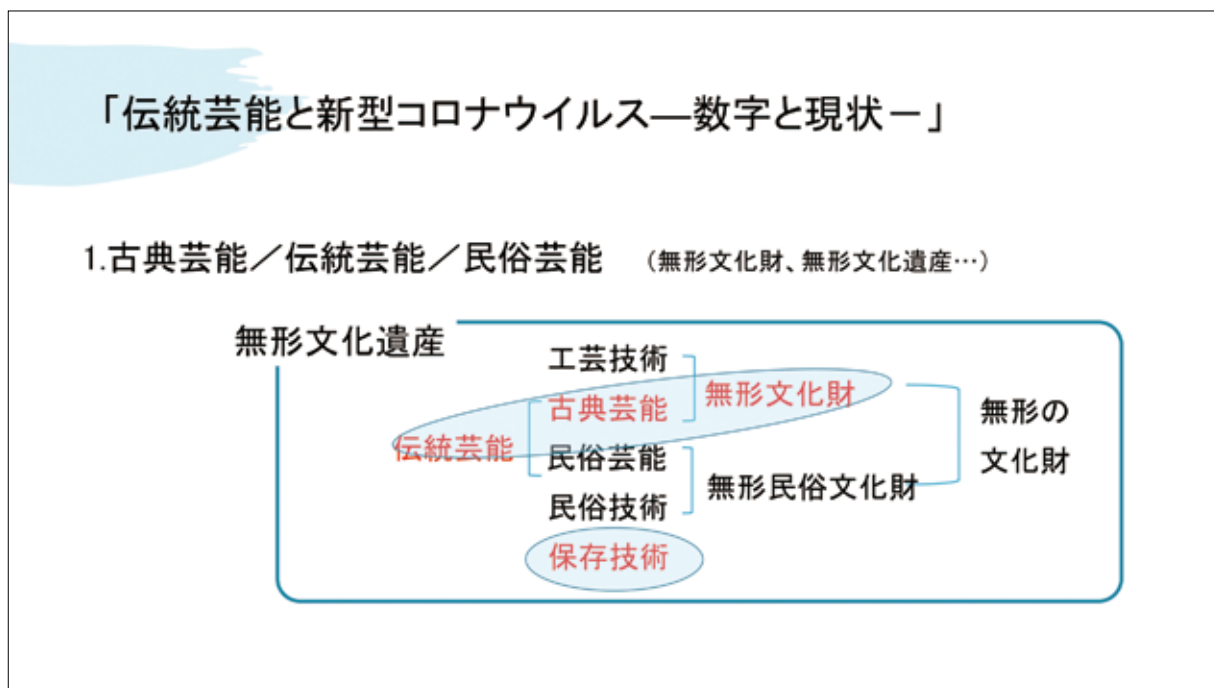 「伝統芸能と新型コロナウイルス―数字と現状－」
1.古典芸能／伝統芸能／民俗芸能　（無形文化財、無形文化遺産…）
無形文化遺産
工芸技術
古典芸能
無形文化財
伝統芸能
民俗芸能
無形民俗文化財
民俗技術
保存技術
無形の
文化財